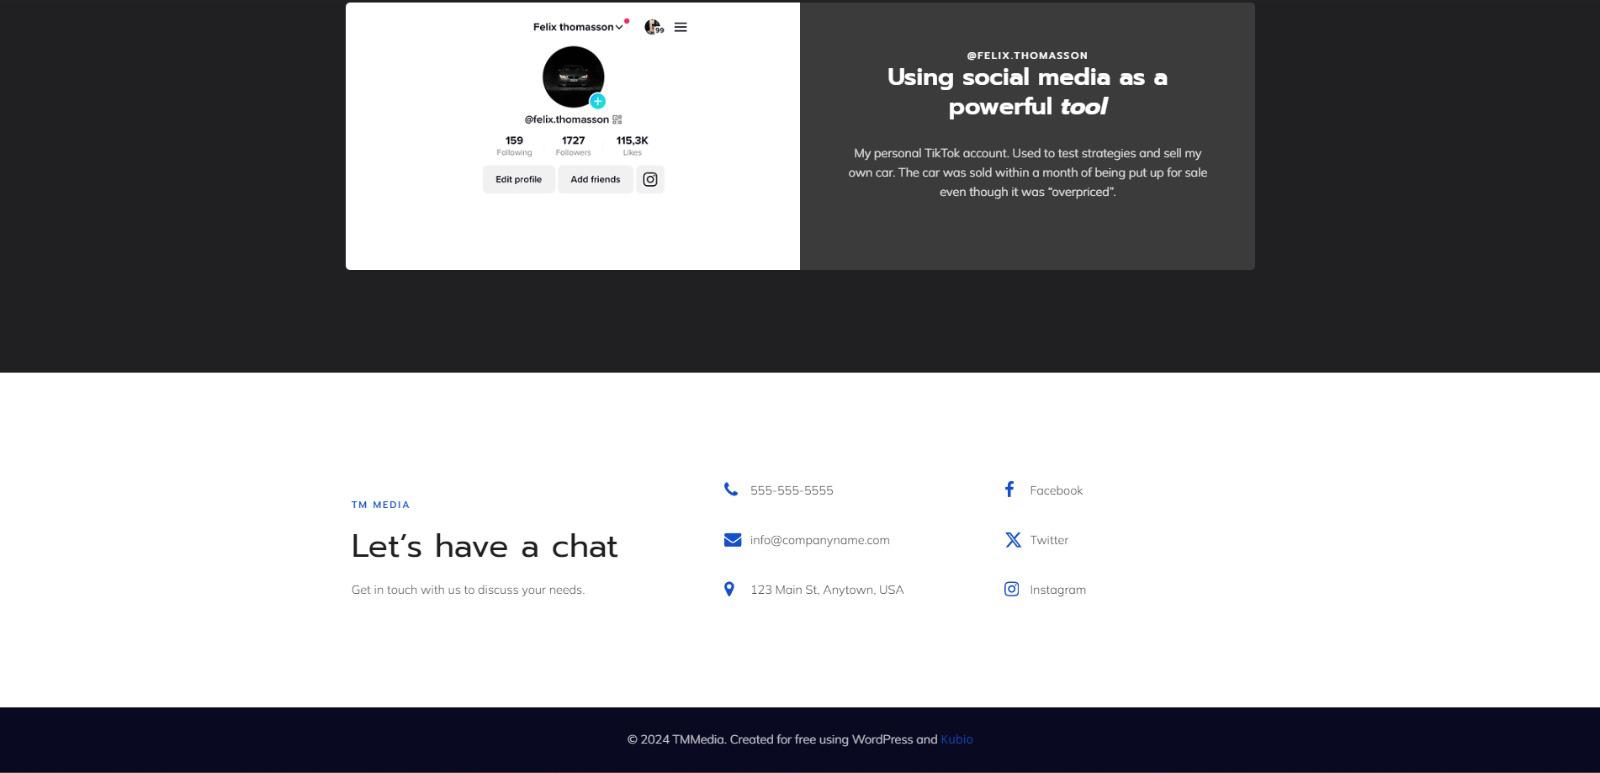 Felix thomasson
99
@felix.thomasson
159 1727 115,3K
Following Followers Likes
Edit profile Add friends
@FELIX.THOMASSON
Using social media as a
powerful tool
My personal TikTok account. Used to test strategies and sell my
own car. The car was sold within a month of being put up for sale
even though it was “overpriced”.
TM MEDIA
Let’s have a chat
Get in touch with us to discuss your needs.
555-555-5555
info@companyname.com
123 Main St, Anytown, USA
Facebook
Twitter
Instagram
© 2024 TMMedia. Created for free using WordPress and Kubio